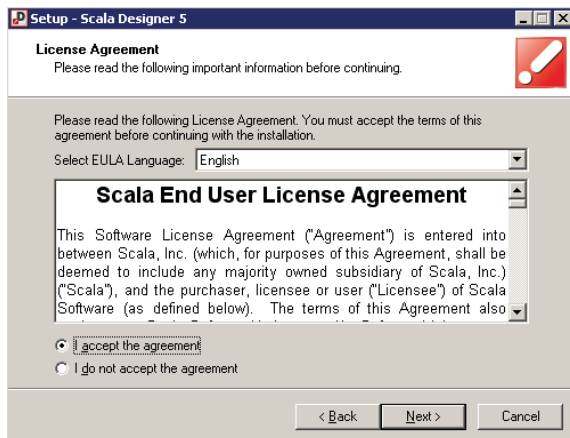 Setup - Scala Designer 5
License Agreement
Please read the following important information before continuing.
Please read the following License Agreement. You must accept the terms of this
agreement before continuing with the installation.
Select EULA Language: English
Scala End User License Agreement
This Software License Agreement ("Agreement") is entered into
between Scala, Inc. (which, for purposes of this Agreement, shall be
deemed to include any majority owned subsidiary of Scala, Inc.)
("Scala"), and the purchaser, licensee or user ("Licensee") of Scala
Software (as defined below). The terms of this Agreement also
I accept the agreement
I do not accept the agreement
< Back
Next >
Cancel